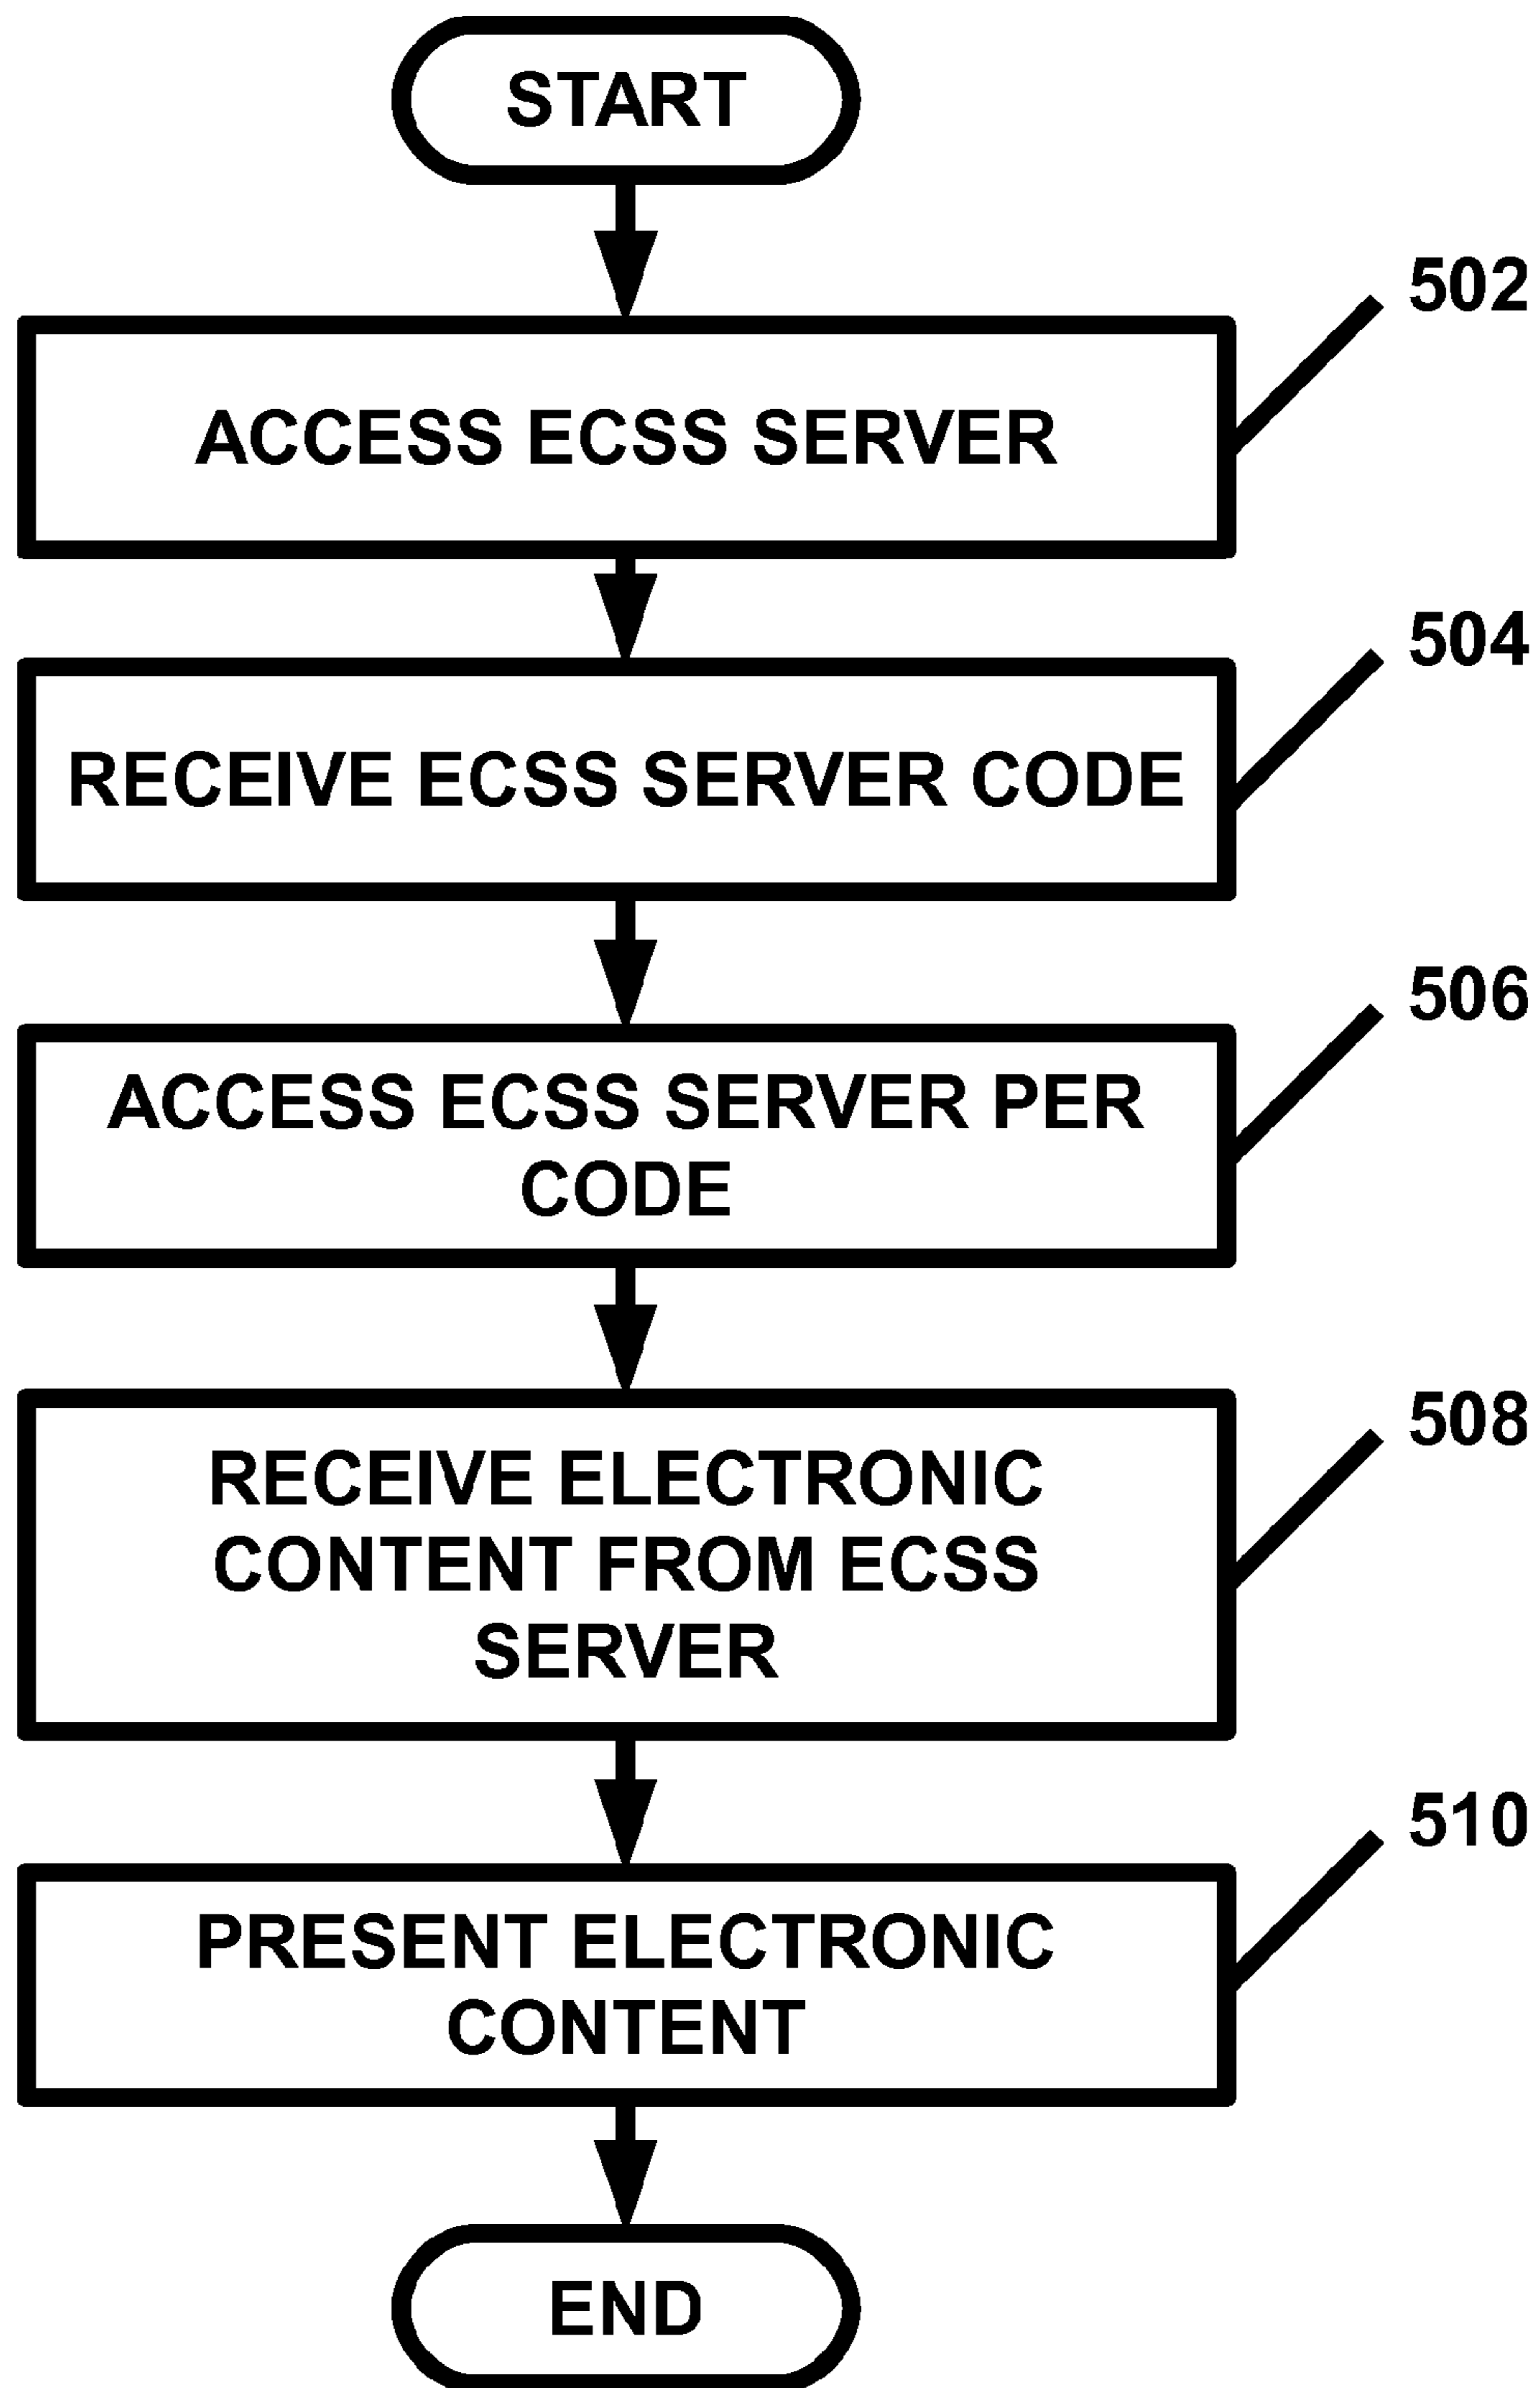 START
502
ACCESS ECSS SERVER
504
RECEIVE ECSS SERVER CODE
506
ACCESS ECSS SERVER PER
CODE
508
RECEIVE ELECTRONIC
CONTENT FROM ECSS
SERVER
510
PRESENT ELECTRONIC
CONTENT
END